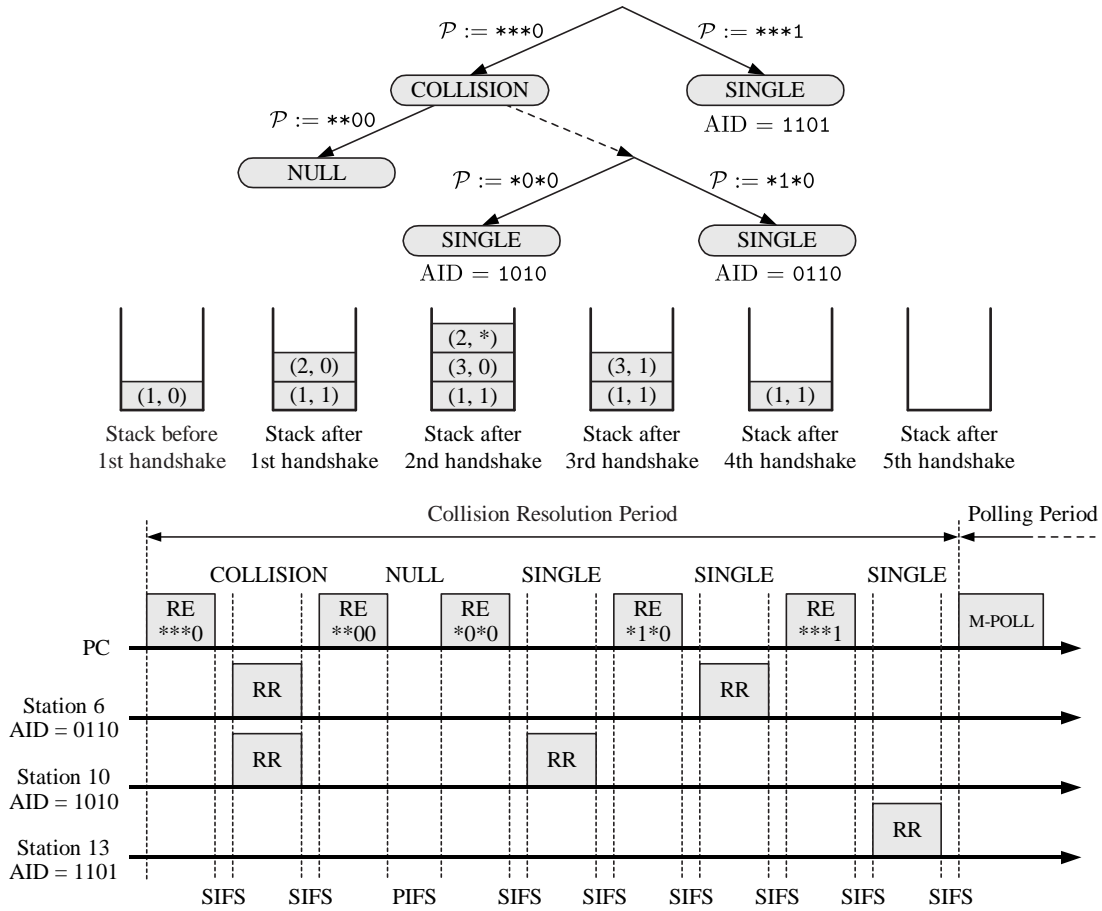 𝒫 := ***0
𝒫 := ***1
COLLISION
SINGLE
AID = 1101
𝒫 := **00
NULL
𝒫 := *0*0
𝒫 := *1*0
SINGLE
SINGLE
AID = 1010
AID = 0110
(1, 0)
(2, 0)
(1, 1)
(2, *)
(3, 0)
(1, 1)
(3, 1)
(1, 1)
(1, 1)
Stack before
1st handshake
Stack after
1st handshake
Stack after
2nd handshake
Stack after
3rd handshake
Stack after
4th handshake
Stack after
5th handshake
Collision Resolution Period
Polling Period
COLLISION
NULL
SINGLE
SINGLE
SINGLE
RE
***0
RE
**00
RE
*0*0
RE
*1*0
RE
***1
M-POLL
PC
RR
RR
Station 6
AID = 0110
RR
RR
Station 10
AID = 1010
RR
Station 13
AID = 1101
SIFS
SIFS
PIFS
SIFS
SIFS
SIFS
SIFS
SIFS
SIFS